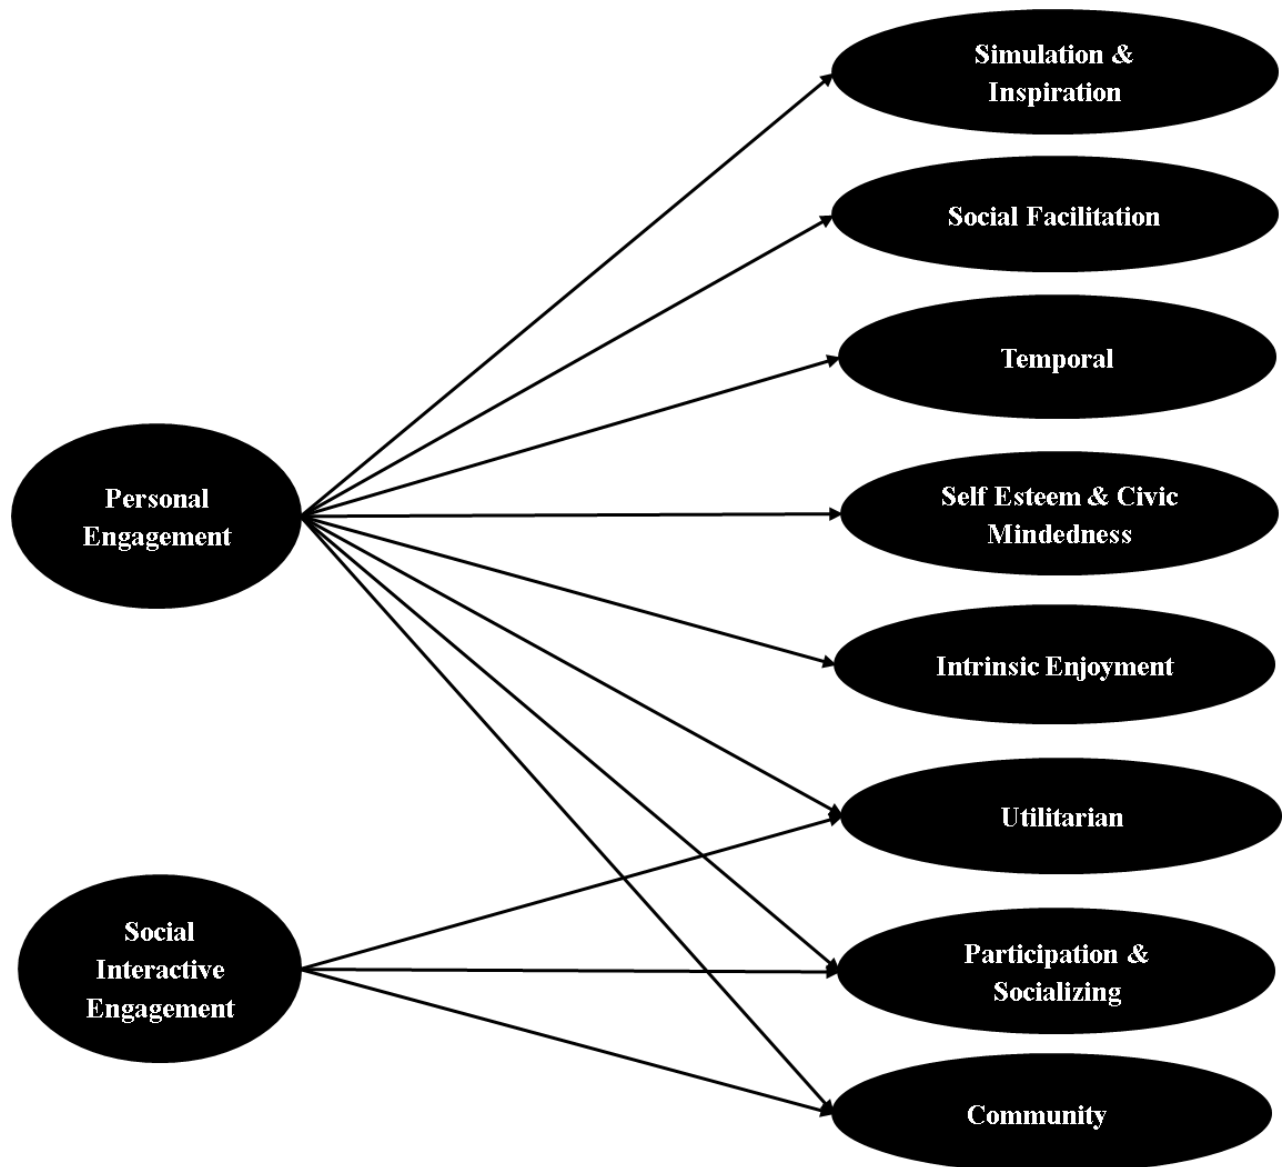 Simulation &
Inspiration
Social Facilitation
Temporal
Personal
Engagement
Self Esteem & Civic
Mindedness
Intrinsic Enjoyment
Utilitarian
Social
Interactive
Engagement
Participation &
Socializing
Community